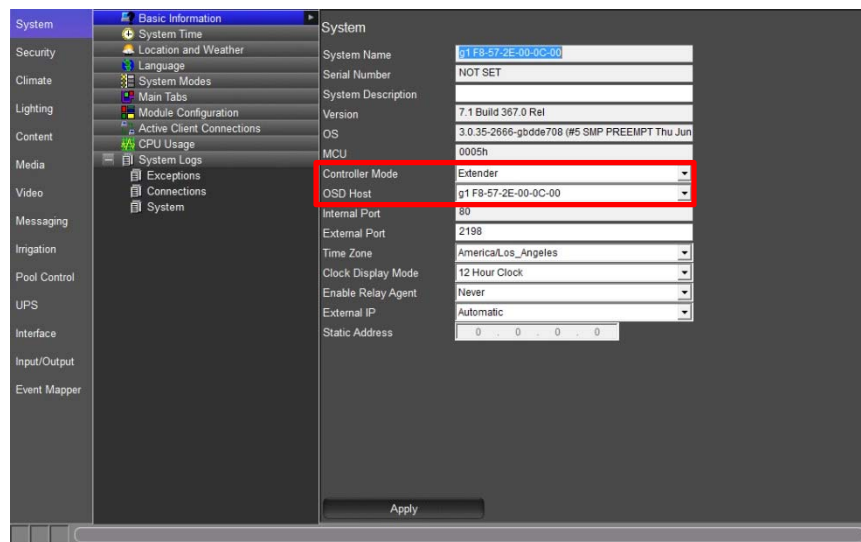 System
Security
Climate
Lighting
Content
Media
Video
Messaging
Irrigation
Pool Control
UPS
Interface
Input/Output
Event Mapper
Basic Information
System Time
Location and Weather
Language
System Modes
Main Tabs
Module Configuration
Active Client Connections
CPU Usage
System Logs
Exceptions
Connections
System
System
System Name g1 F8-57-2E-00-0C-00
Serial Number NOT SET
System Description
Version 7.1 Build 367.0 Rel
OS 3.0.35-2666-gbdde708 (#5 SMP PREEMPT Thu Jun
MCU 0005h
Controller Mode Extender
OSD Host g1 F8-57-2E-00-0C-00
Internal Port 80
External Port 2198
Time Zone America/Los_Angeles
Clock Display Mode 12 Hour Clock
Enable Relay Agent Never
External IP Automatic
Static Address 0 . 0 . 0 . 0
Apply